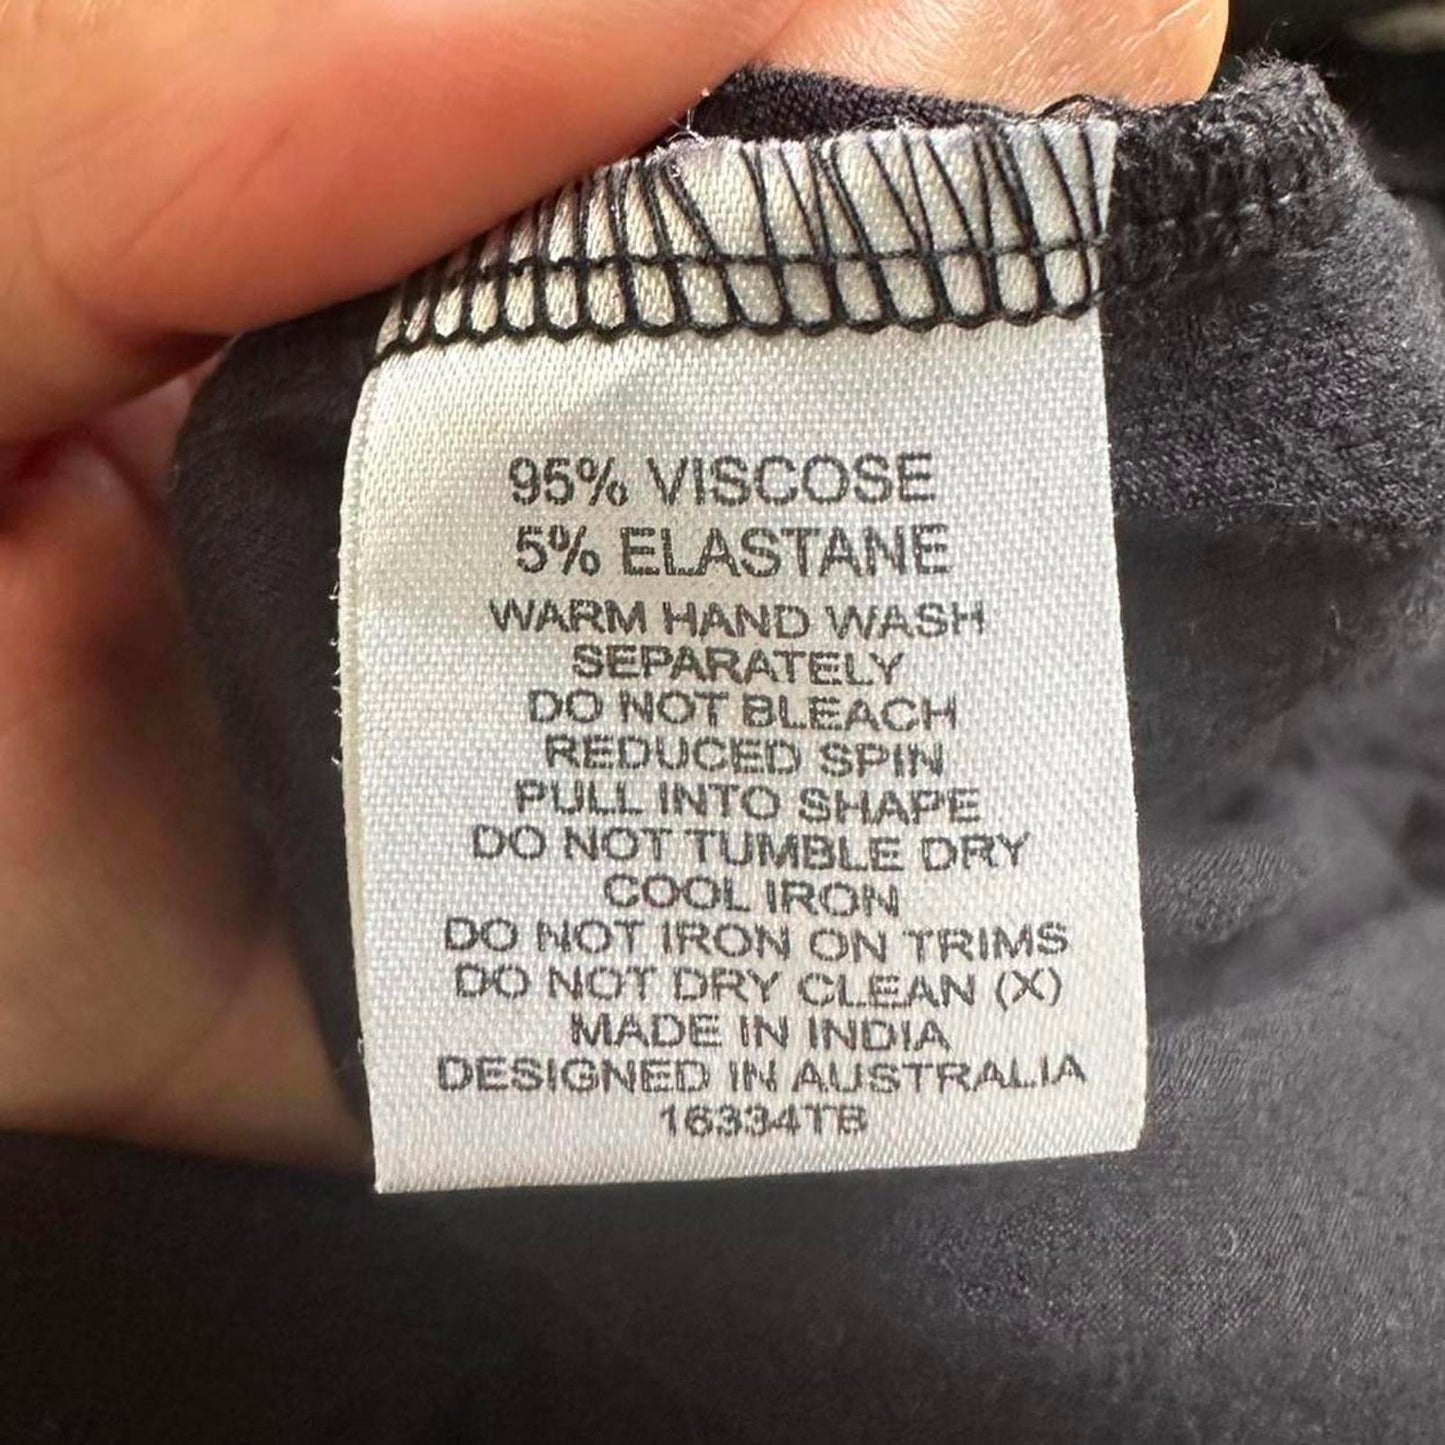 95% VISCOSE
5% ELASTANE
WARM HAND WASH
SEPARATELY
DO NOT BLEACH
REDUCED SPIN
PULL INTO SHAPE
DO NOT TUMBLE DRY
COOL IRON
DO NOT IRON ON TRIMS
DO NOT DRY CLEAN (X)
MADE IN INDIA
DESIGNED IN AUSTRALIA
16334TB